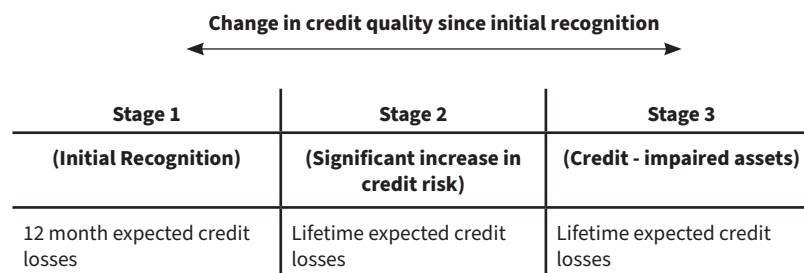 Change in credit quality since initial recognition
Stage 1 Stage 2 Stage 3
(Initial Recognition) (Significant increase in credit risk) (Credit - impaired assets)
12 month expected credit losses Lifetime expected credit losses Lifetime expected credit losses